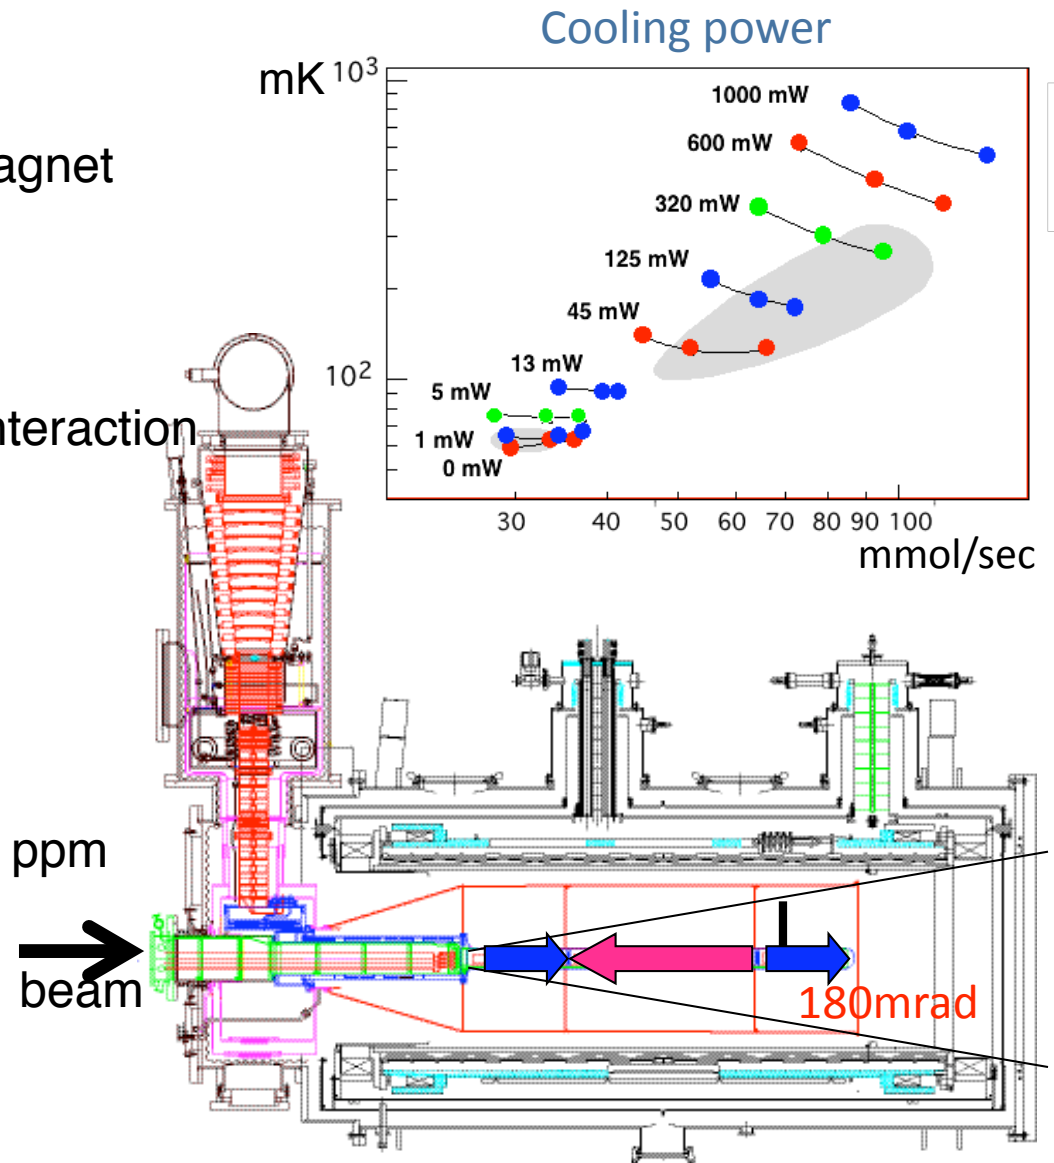 Cooling power
mK
10³
1000 mW
agnet
600 mW
320 mW
125 mW
45 mW
10²
13 mW
5 mW
nteraction
1 mW
0 mW
30 40 50 60 70 80 90 100
mmol/sec
ppm
beam
180mrad